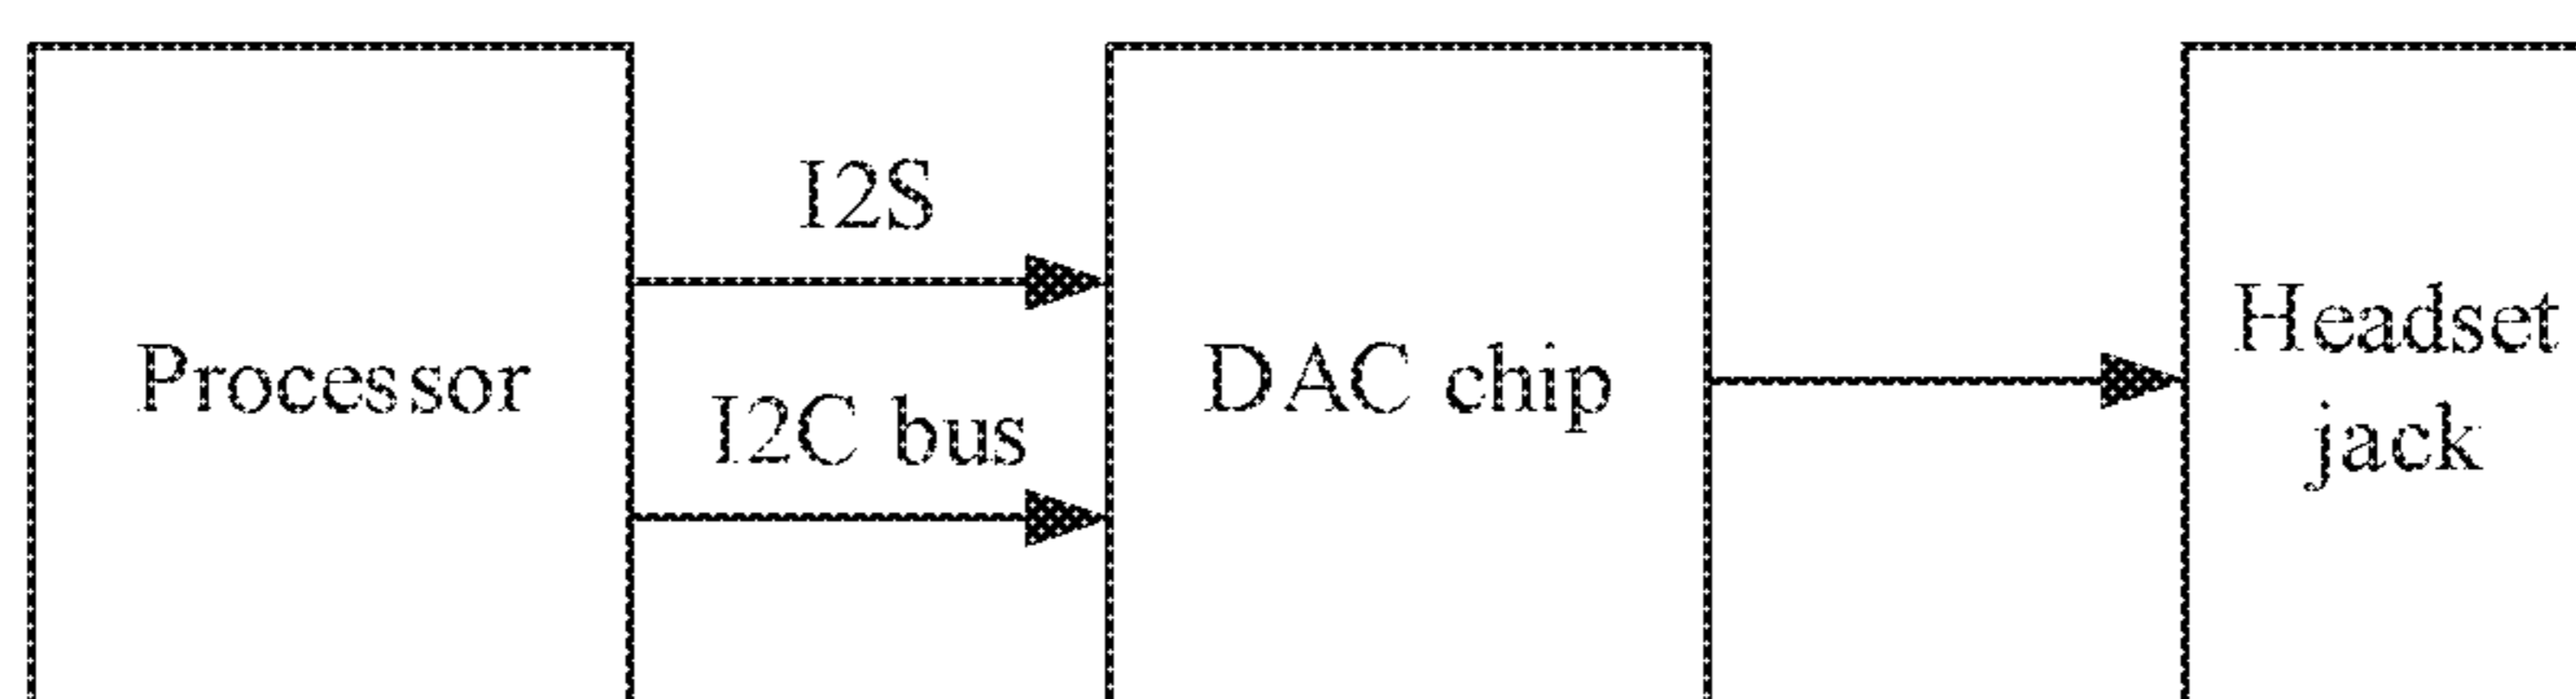 Processor
I2S
I2C bus
DAC chip
Headset
jack